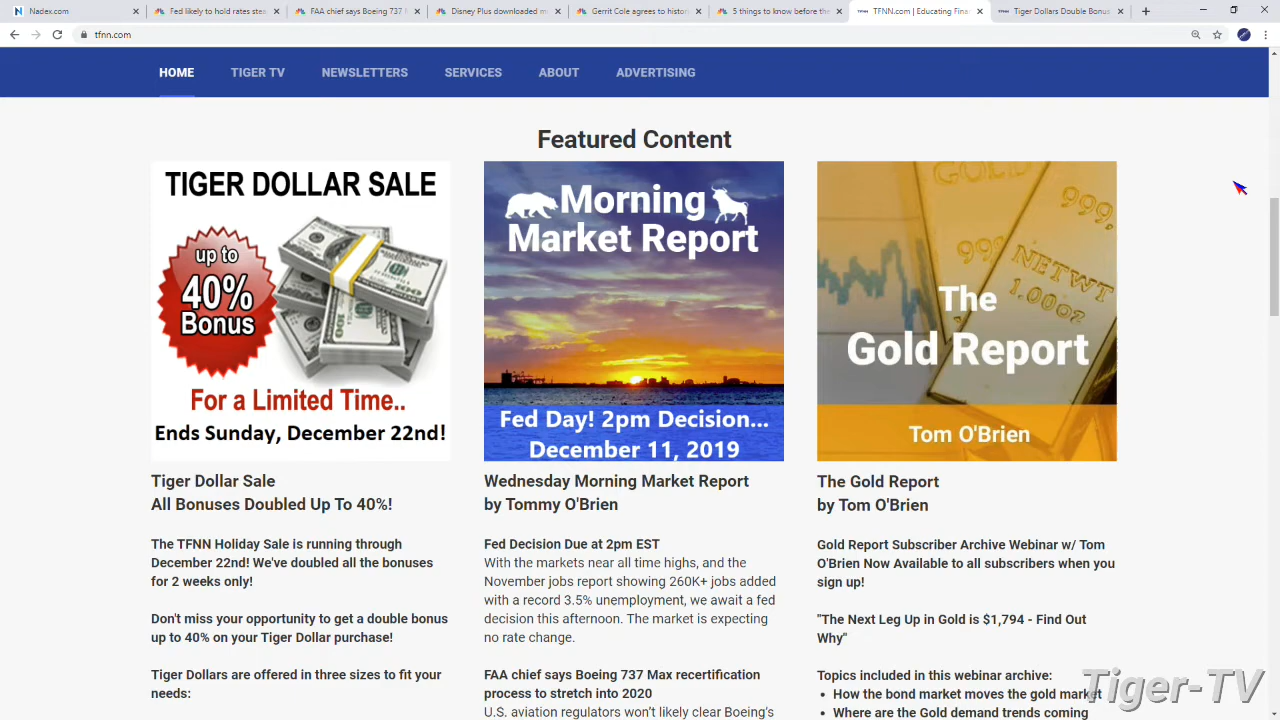 Nadex.com
Fed likely to hold rates stea
FAA chief says Boeing 737 M
Disney Plus downloaded m
Gerrit Cole agrees to histori
5 things to know before the
TFNN.com | Educating Fina
Tiger Dollars Double Bonus
tfnn.com
HOME
TIGER TV
NEWSLETTERS
SERVICES
ABOUT
ADVERTISING
Featured Content
TIGER DOLLAR SALE
up to
40%
Bonus
For a Limited Time..
Ends Sunday, December 22nd!
Tiger Dollar Sale
All Bonuses Doubled Up To 40%!
The TFNN Holiday Sale is running through
December 22nd! We've doubled all the bonuses
for 2 weeks only!
Don't miss your opportunity to get a double bonus
up to 40% on your Tiger Dollar purchase!
Tiger Dollars are offered in three sizes to fit your
needs:
Morning
Market Report
Fed Day! 2pm Decision...
December 11, 2019
Wednesday Morning Market Report
by Tommy O'Brien
Fed Decision Due at 2pm EST
With the markets near all time highs, and the
November jobs report showing 260K+ jobs added
with a record 3.5% unemployment, we await a fed
decision this afternoon. The market is expecting
no rate change.
FAA chief says Boeing 737 Max recertification
process to stretch into 2020
U.S. aviation regulators won't likely clear Boeing's
GOLD
999,
999
NET WT
1.00oz
The
Gold Report
Tom O'Brien
The Gold Report
by Tom O'Brien
Gold Report Subscriber Archive Webinar w/ Tom
O'Brien Now Available to all subscribers when you
sign up!
"The Next Leg Up in Gold is $1,794 - Find Out
Why"
Topics included in this webinar archive:
How the bond market moves the gold market
Where are the Gold demand trends coming
Tiger-TV